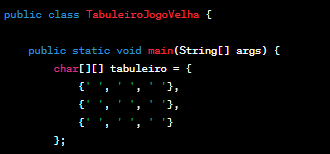 public class TabuleiroJogoVelha {
public static void main(String[] args) {
char[][] tabuleiro = {
{' ', ' ', ' '},
{' ', ' ', ' '},
{' ', ' ', ' '}
};